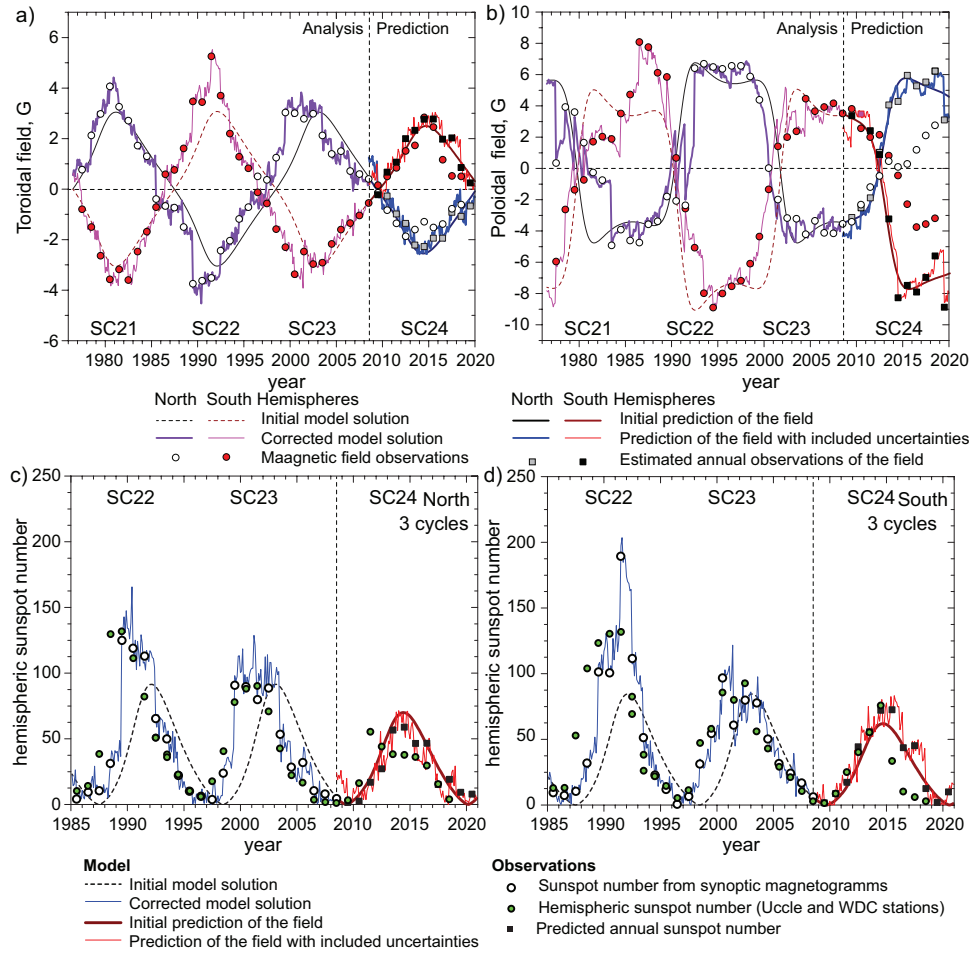 a)
Analysis
Prediction
Toroidal field, G
6
4
2
0
-2
-4
-6
SC21
SC22
SC23
SC24
1980 1985 1990 1995 2000 2005 2010 2015 2020
year
b)
Analysis
Prediction
Poloidal field, G
10
8
6
4
2
0
-2
-4
-6
-8
-10
SC21
SC22
SC23
SC24
1980 1985 1990 1995 2000 2005 2010 2015 2020
year
North South Hemispheres
Initial model solution
Corrected model solution
Maagnetic field observations
North South Hemispheres
Initial prediction of the field
Prediction of the field with included uncertainties
Estimated annual observations of the field
c)
SC22
SC23
SC24
North
3 cycles
hemispheric sunspot number
250
200
150
100
50
0
1985 1990 1995 2000 2005 2010 2015 2020
year
d)
SC22
SC23
SC24
South
3 cycles
hemispheric sunspot number
250
200
150
100
50
0
1985 1990 1995 2000 2005 2010 2015 2020
year
Model
Initial model solution
Corrected model solution
Initial prediction of the field
Prediction of the field with included uncertainties
Observations
Sunspot number from synoptic magnetogramms
Hemispheric sunspot number (Uccle and WDC stations)
Predicted annual sunspot number